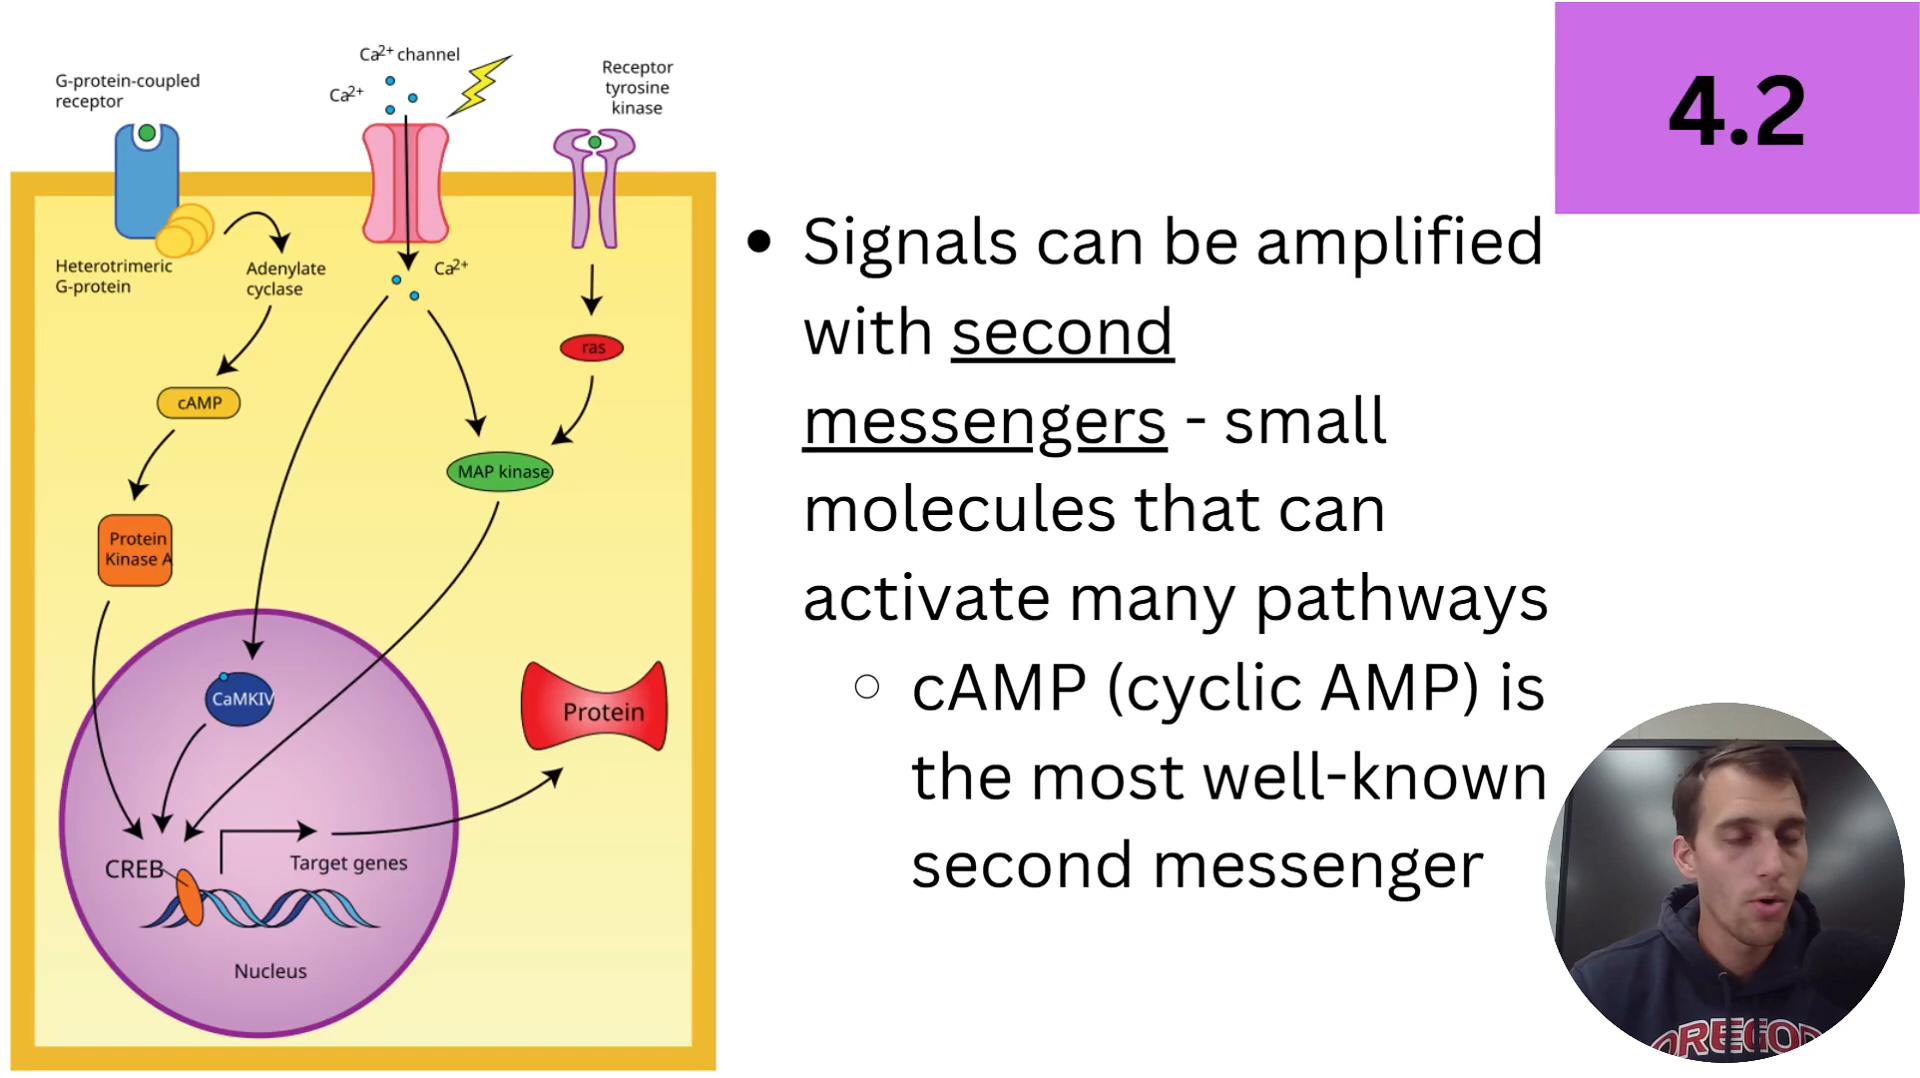 4.2
Ca2+ channel
Ca2+
G-protein-coupled
receptor
Receptor
tyrosine
kinase
Heterotrimeric
G-protein
Adenylate
cyclase
Ca2+
ras
cAMP
MAP kinase
Protein
Kinase A
CaMKIV
Protein
CREB
Target genes
Nucleus
• Signals can be amplified
with second
messengers - small
molecules that can
activate many pathways
○ cAMP (cyclic AMP) is
the most well-known
second messenger